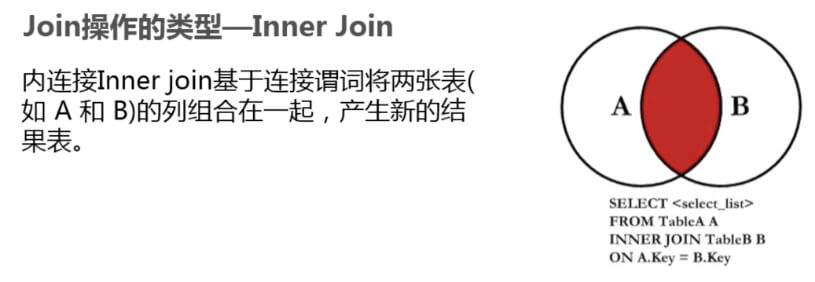 Join操作的类型—Inner Join
内连接Inner join基于连接谓词将两张表(
如 A 和 B)的列组合在一起，产生新的结
果表。
A B
SELECT <select_list>
FROM TableA A
INNER JOIN TableB B
ON A.Key = B.Key